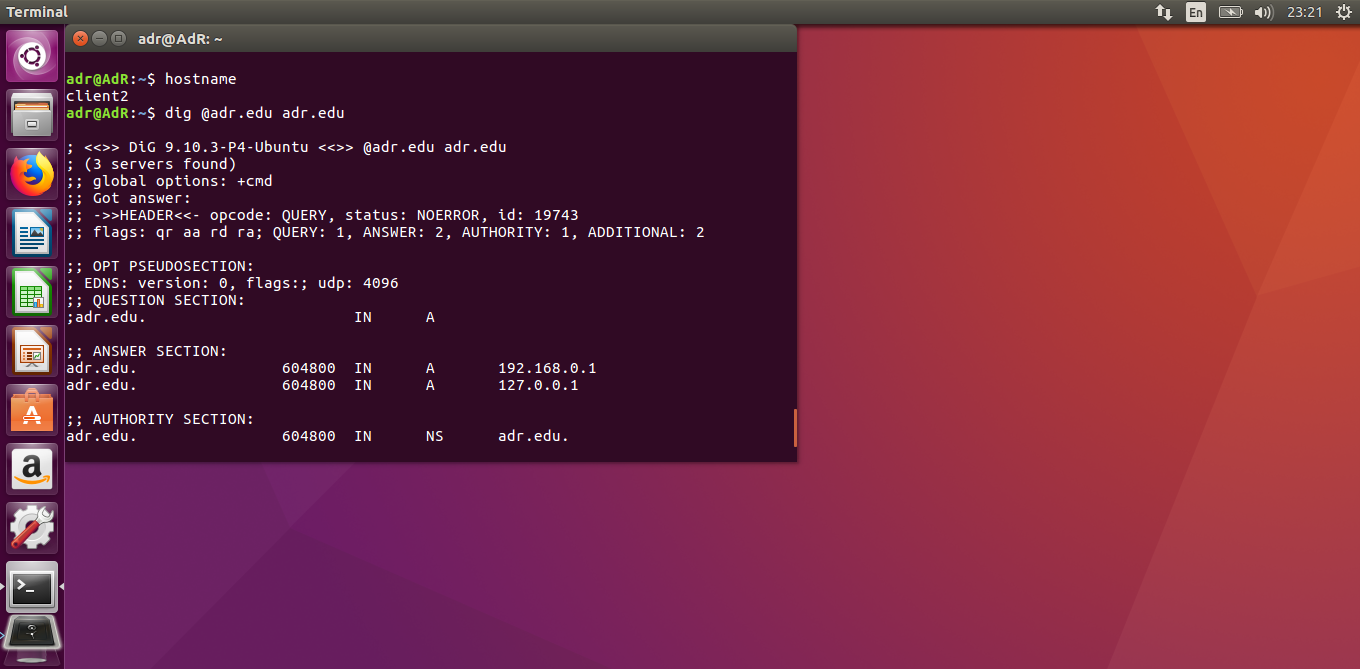 Terminal
En
23:21
adr@AdR: ~
adr@AdR:~$ hostname
client2
adr@AdR:~$ dig @adr.edu adr.edu
; <<>> DiG 9.10.3-P4-Ubuntu <<>> @adr.edu adr.edu
; (3 servers found)
;; global options: +cmd
;; Got answer:
;; ->>HEADER<<- opcode: QUERY, status: NOERROR, id: 19743
;; flags: qr aa rd ra; QUERY: 1, ANSWER: 2, AUTHORITY: 1, ADDITIONAL: 2
;; OPT PSEUDOSECTION:
; EDNS: version: 0, flags:; udp: 4096
;; QUESTION SECTION:
;adr.edu. IN A
;; ANSWER SECTION:
adr.edu. 604800 IN A 192.168.0.1
adr.edu. 604800 IN A 127.0.0.1
;; AUTHORITY SECTION:
adr.edu. 604800 IN NS adr.edu.